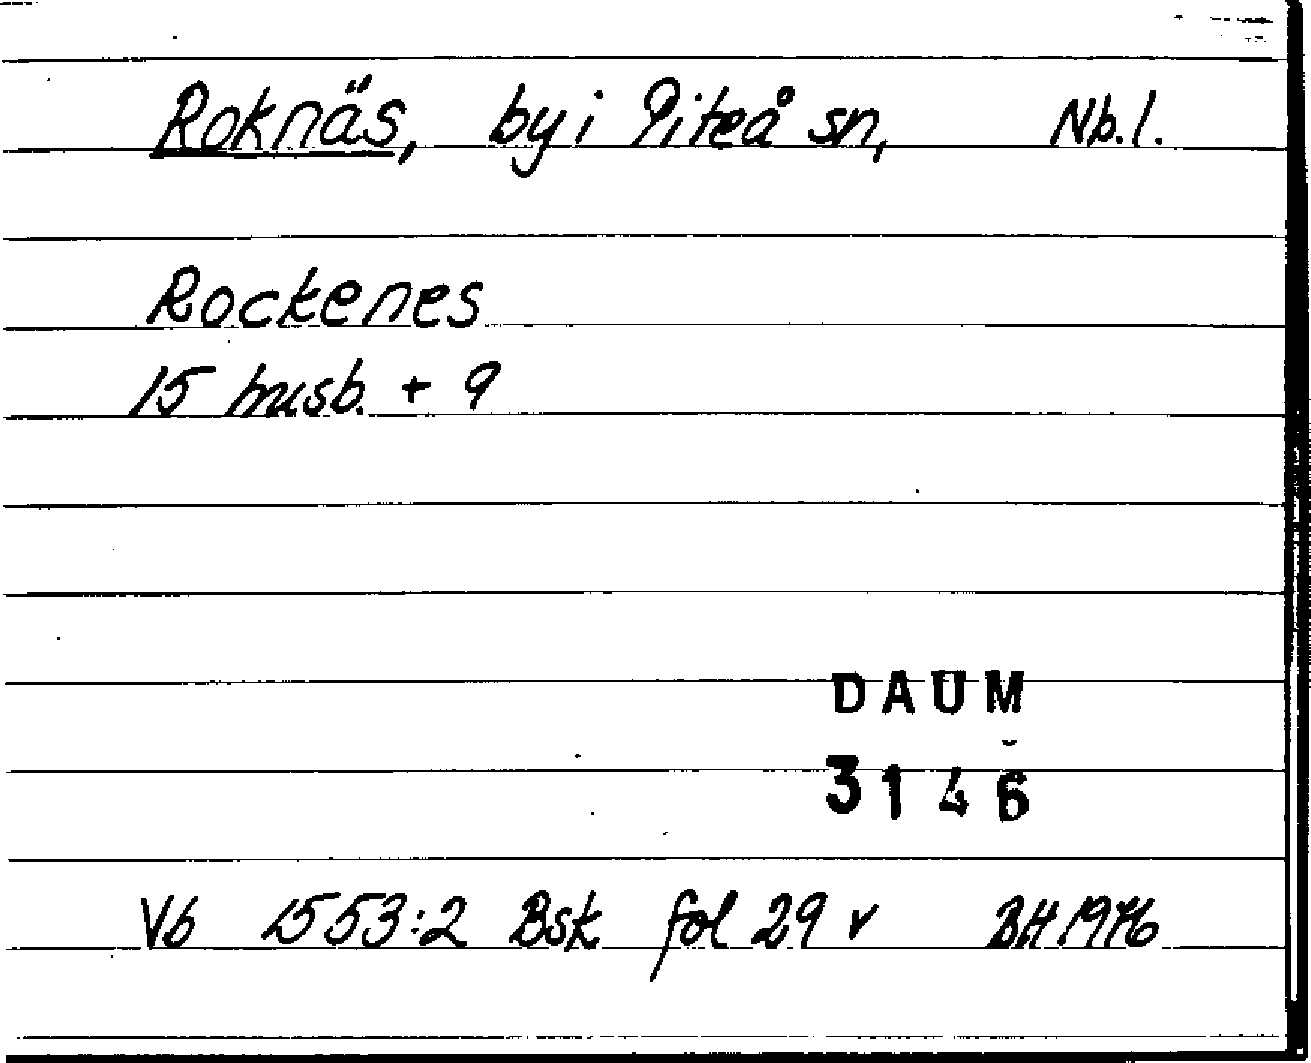 Roknäs, by i Piteå sn, Nb. l.
Rockenes
15 husb. + 9
DAUM
3146
Vb 1553:2 Bsk fol 29 v BH 1976